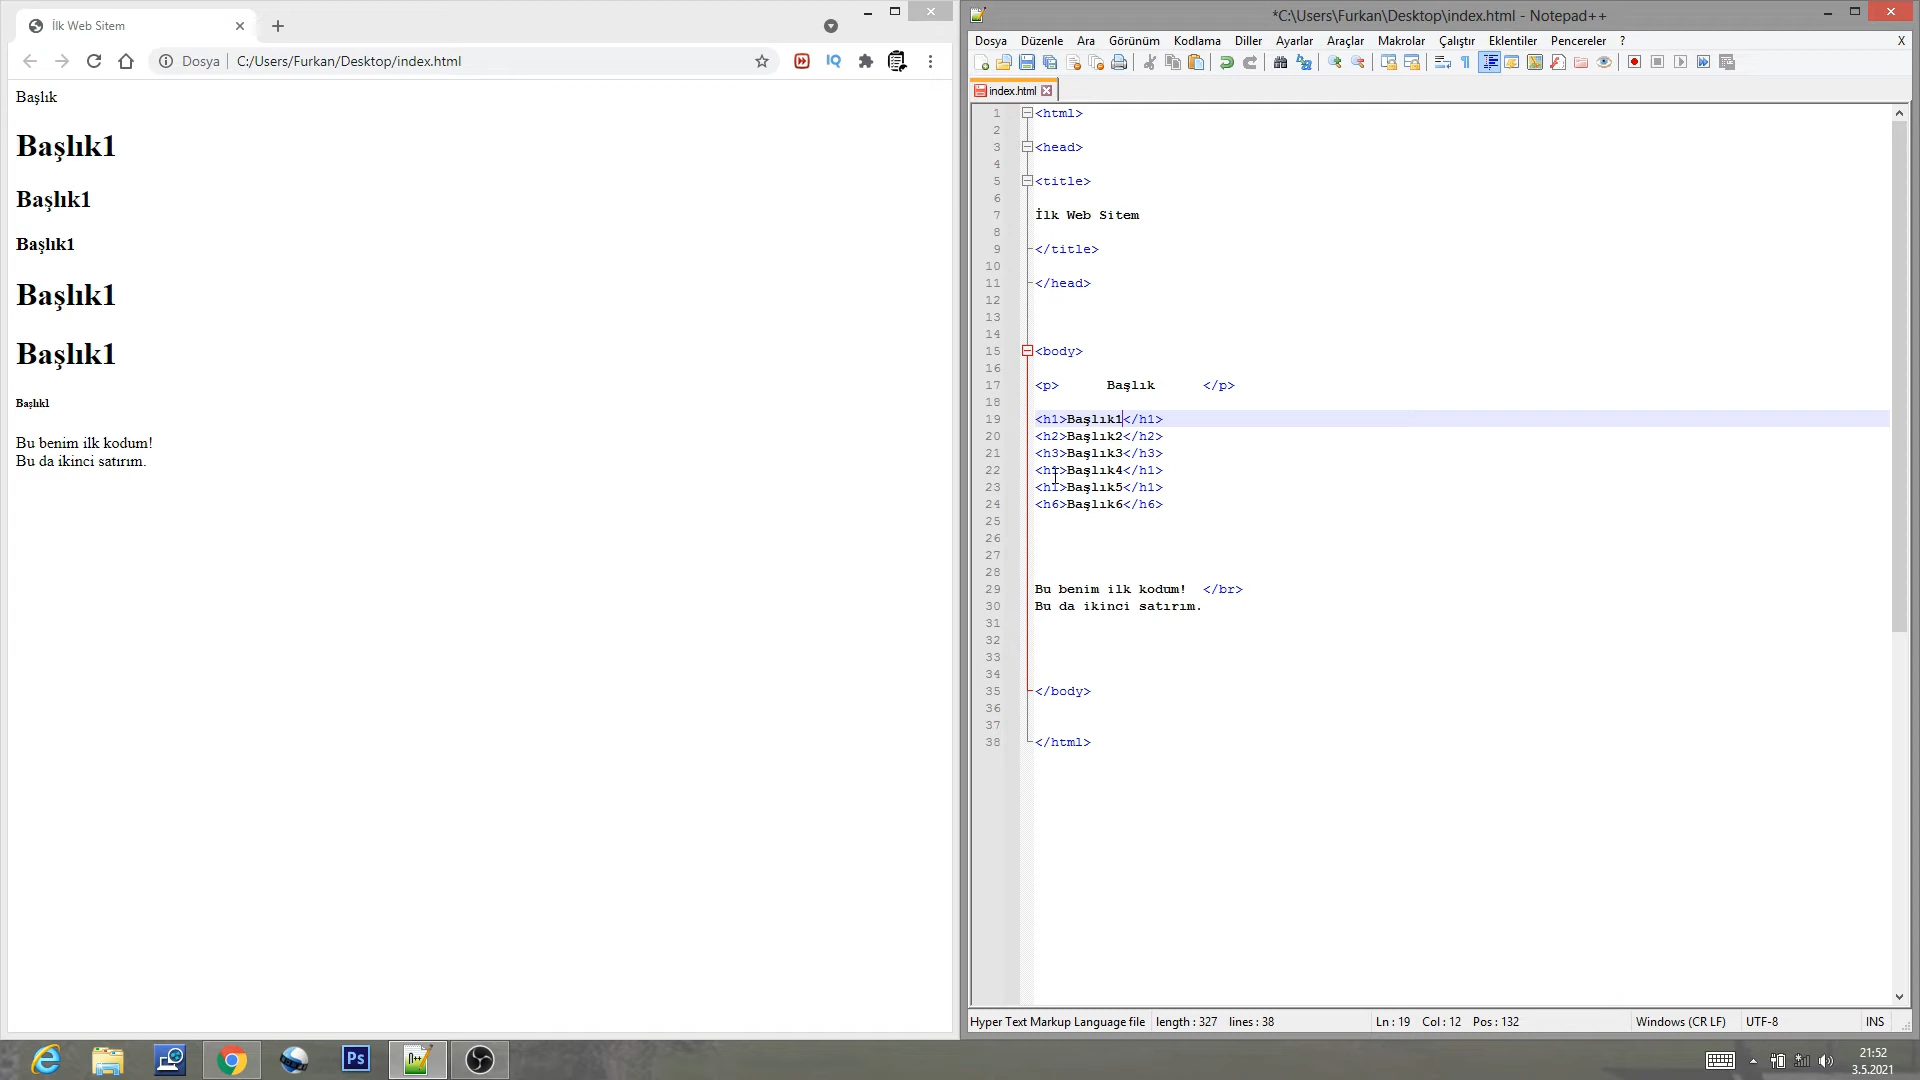 İlk Web Sitem
Dosya
C:/Users/Furkan/Desktop/index.html
IQ
Başlık
Başlık1
Başlık1
Başlık1
Başlık1
Başlık1
Başlık1
Bu benim ilk kodum!
Bu da ikinci satırım.
*C:\Users\Furkan\Desktop\index.html - Notepad++
Dosya Düzenle Ara Görünüm Kodlama Diller Ayarlar Araçlar Makrolar Çalıştır Eklentiler Pencereler ? X
index.html
1 <html>
2
3 <head>
4
5 <title>
6
7 İlk Web Sitem
8
9 </title>
10
11 </head>
12
13
14
15 <body>
16
17 <p> Başlık </p>
18
19 <h1>Başlık1</h1>
20 <h2>Başlık2</h2>
21 <h3>Başlık3</h3>
22 <h1>Başlık4</h1>
23 <h1>Başlık5</h1>
24 <h6>Başlık6</h6>
25
26
27
28
29 Bu benim ilk kodum! </br>
30 Bu da ikinci satırım.
31
32
33
34
35 </body>
36
37
38 </html>
Hyper Text Markup Language file length : 327 lines : 38 Ln : 19 Col : 12 Pos : 132 Windows (CR LF) UTF-8 INS
Ps
21:52
3.5.2021